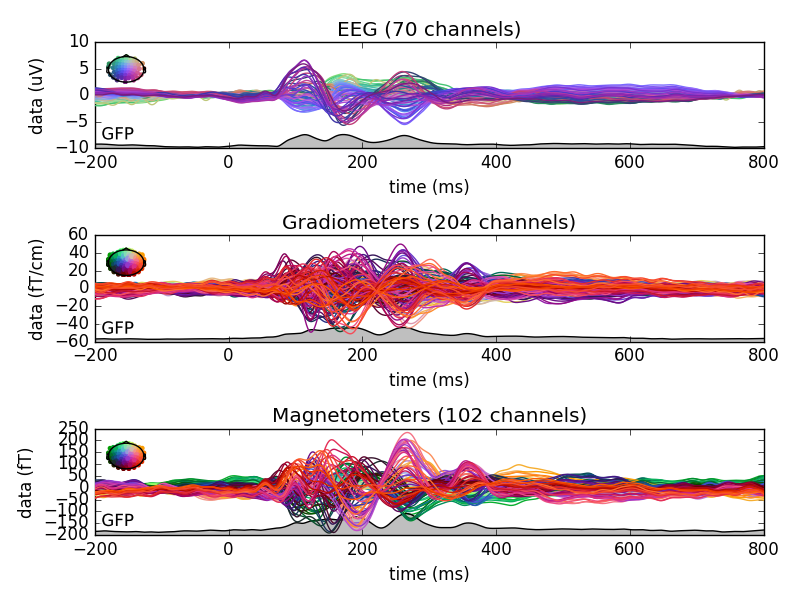 EEG (70 channels)
10
5
0
−5
−10
data (uV)
GFP
−200 0 200 400 600 800
time (ms)
Gradiometers (204 channels)
60
40
20
0
−20
−40
−60
data (fT/cm)
GFP
−200 0 200 400 600 800
time (ms)
Magnetometers (102 channels)
250
200
150
100
50
0
−50
−100
−150
−200
data (fT)
GFP
−200 0 200 400 600 800
time (ms)